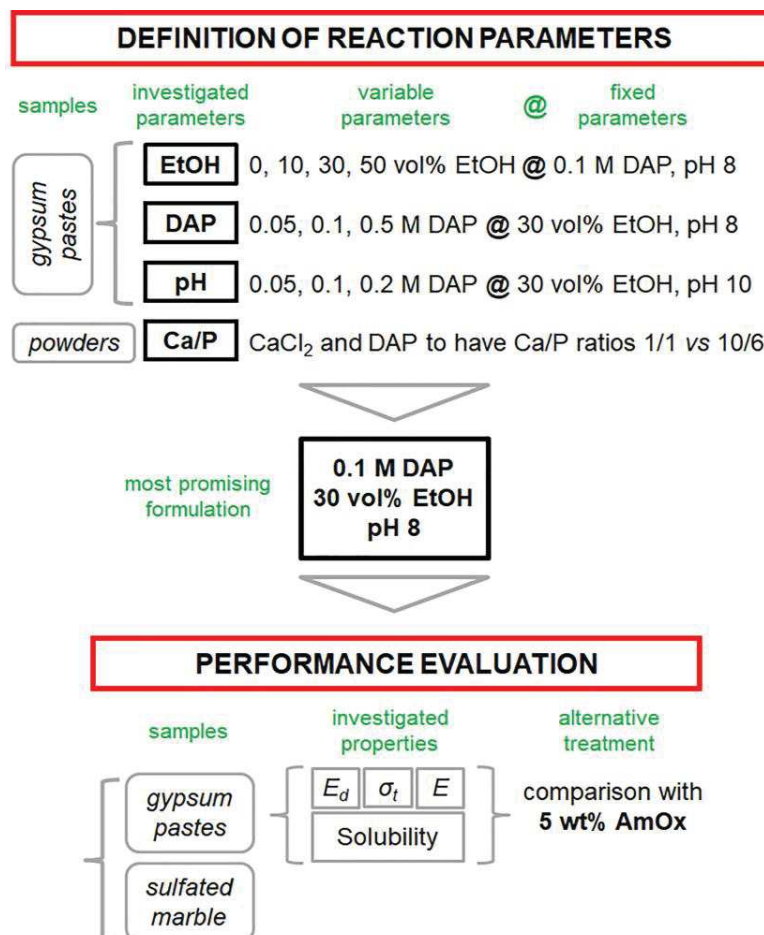 DEFINITION OF REACTION PARAMETERS
samples investigated parameters variable parameters @ fixed parameters
gypsum pastes
EtOH 0, 10, 30, 50 vol% EtOH @ 0.1 M DAP, pH 8
DAP 0.05, 0.1, 0.5 M DAP @ 30 vol% EtOH, pH 8
pH 0.05, 0.1, 0.2 M DAP @ 30 vol% EtOH, pH 10
powders Ca/P CaCl₂ and DAP to have Ca/P ratios 1/1 vs 10/6
most promising formulation
0.1 M DAP
30 vol% EtOH
pH 8
PERFORMANCE EVALUATION
samples investigated properties alternative treatment
gypsum pastes
E_d σ_t E
Solubility
comparison with
5 wt% AmOx
sulfated marble